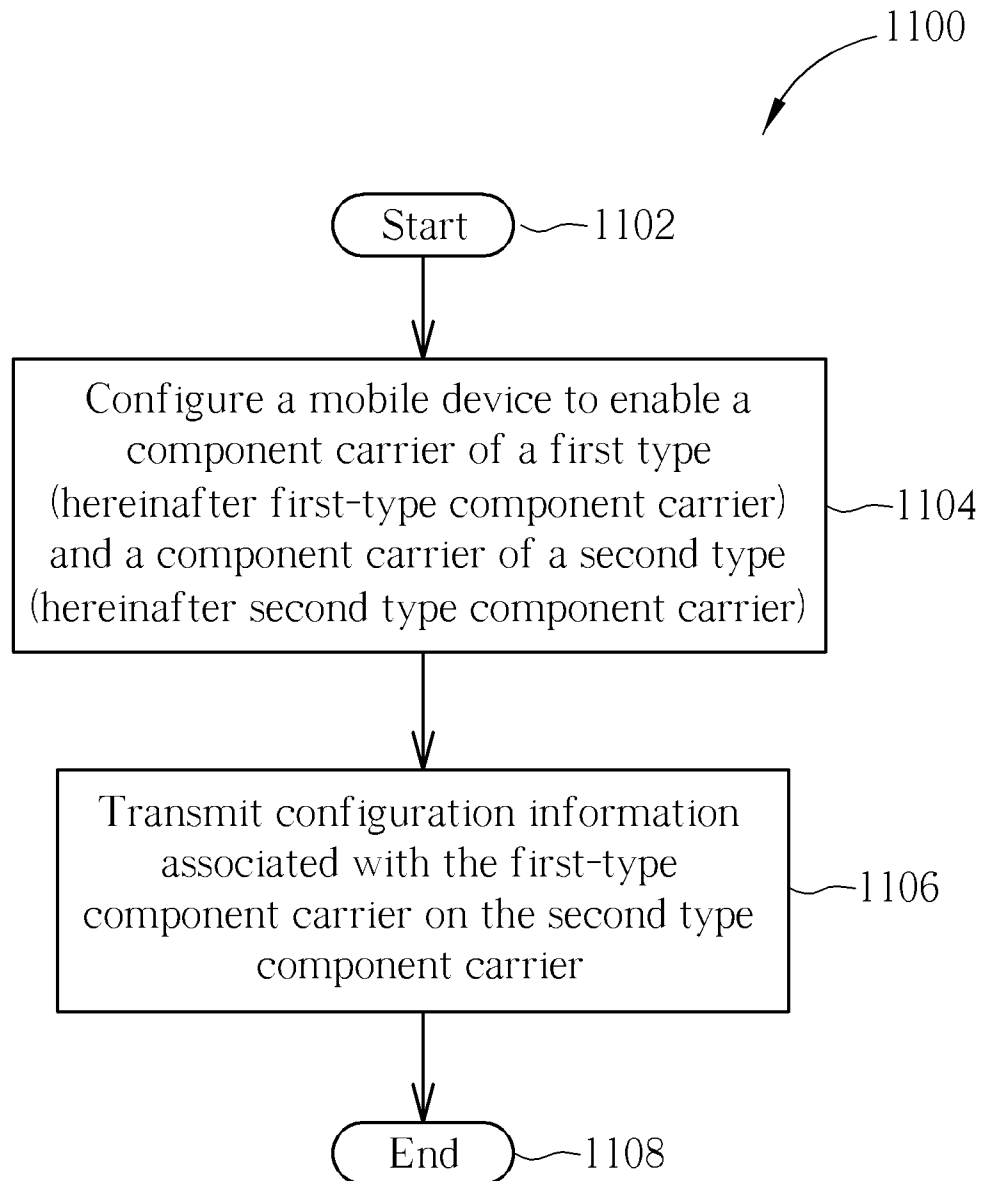 1100
Start
1102
Configure a mobile device to enable a
component carrier of a first type
(hereinafter first-type component carrier)
and a component carrier of a second type
(hereinafter second type component carrier)
1104
Transmit configuration information
associated with the first-type
component carrier on the second type
component carrier
1106
End
1108